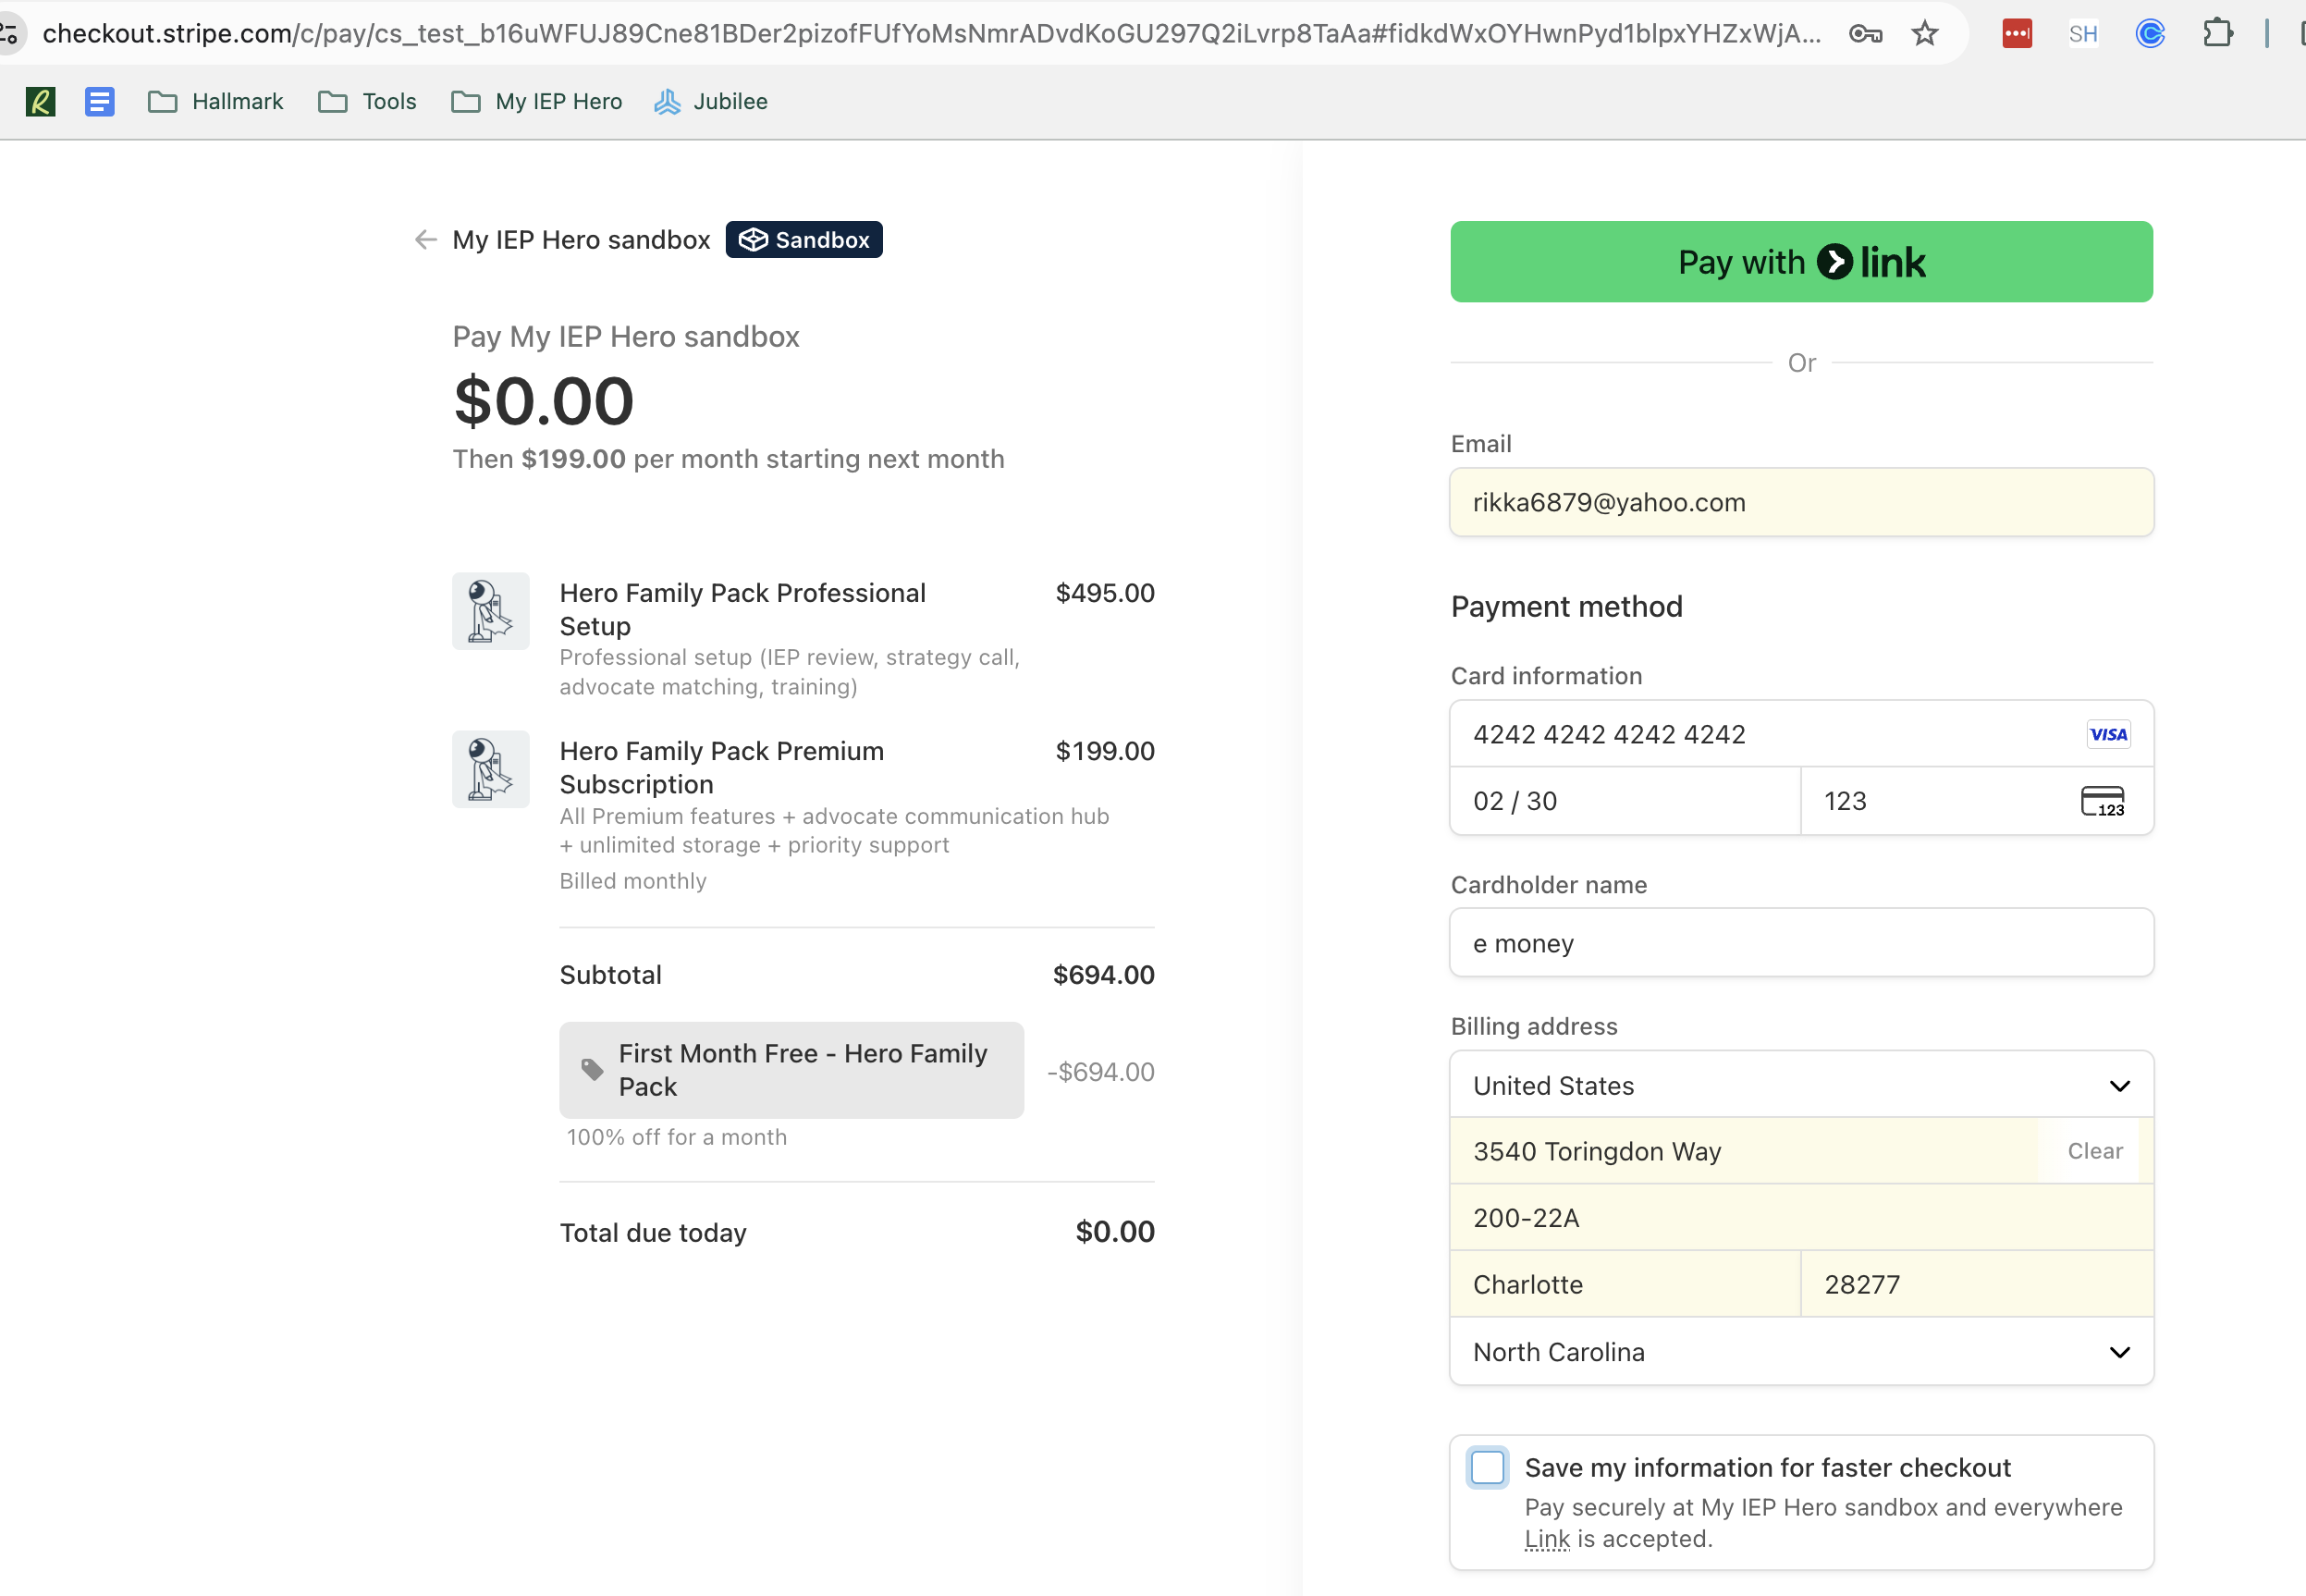 checkout.stripe.com/c/pay/cs_test_b16uWFUJ89Cne81BDer2pizofFUfYoMsNmrADvdKoGU297Q2iLvrp8TaAa#fidkdWxOYHwnPyd1blpxYHZxWjA...
SH
Hallmark
Tools
My IEP Hero
Jubilee
My IEP Hero sandbox
Sandbox
Pay My IEP Hero sandbox
$0.00
Then $199.00 per month starting next month
Hero Family Pack Professional Setup $495.00
Professional setup (IEP review, strategy call,
advocate matching, training)
Hero Family Pack Premium Subscription $199.00
All Premium features + advocate communication hub
+ unlimited storage + priority support
Billed monthly
Subtotal $694.00
First Month Free - Hero Family
Pack
-$694.00
100% off for a month
Total due today $0.00
Pay with link
Or
Email
rikka6879@yahoo.com
Payment method
Card information
4242 4242 4242 4242
VISA
02 / 30
123
123
Cardholder name
e money
Billing address
United States
3540 Toringdon Way
Clear
200-22A
Charlotte
28277
North Carolina
Save my information for faster checkout
Pay securely at My IEP Hero sandbox and everywhere
Link is accepted.